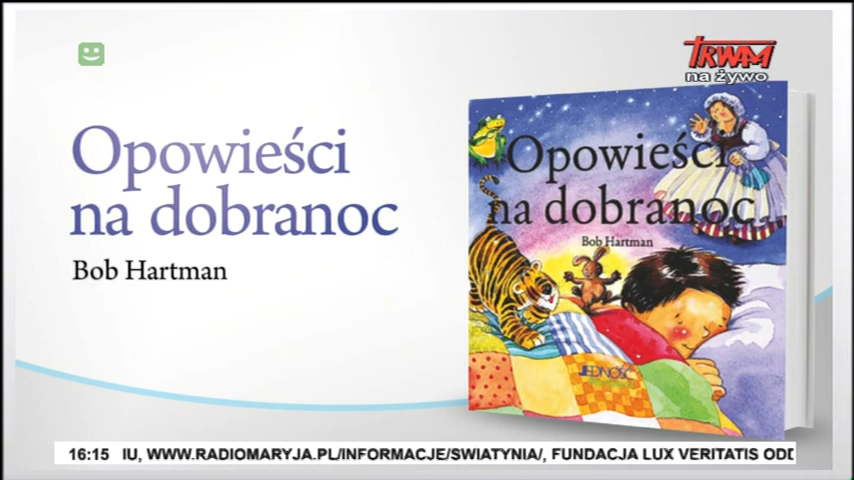 TRWAM
na żywo
Opowieści
na dobranoc
Bob Hartman
Opowieści
na dobranoc
Bob Hartman
JEDNOŚĆ
16:15 IU, WWW.RADIOMARYJA.PL/INFORMACJE/SWIATYNIA/, FUNDACJA LUX VERITATIS ODD